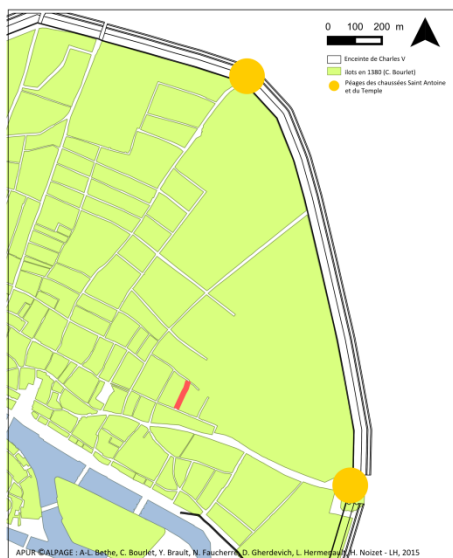 0 100 200 m
Enceinte de Charles V
ilots en 1380 (C. Bourlet)
Péages des chaussées Saint Antoine
et du Temple
APUR ©ALPAGE : A-L. Bethe, C. Bourlet, Y. Brault, N. Faucherre, D. Gherdevich, L. Hermenault, H. Noizet - LH, 2015